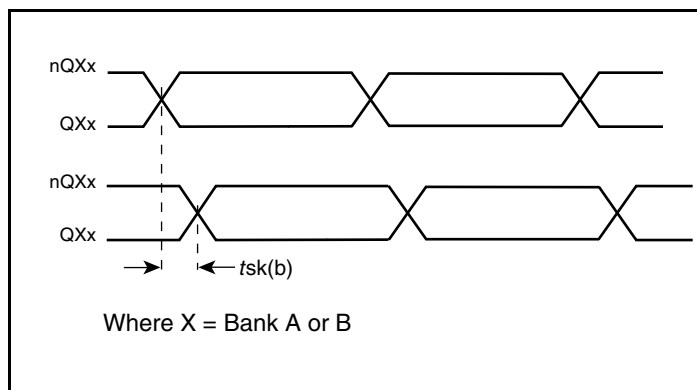 nQXx
QXx
nQXx
QXx
tsk(b)
Where X = Bank A or B